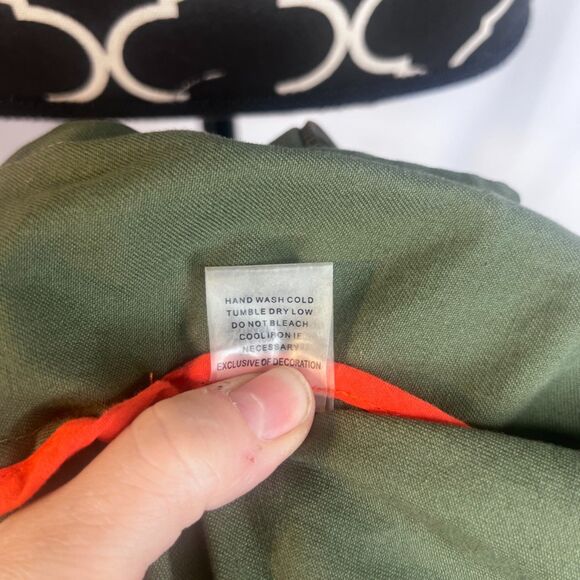 HAND WASH COLD
TUMBLE DRY LOW
DO NOT BLEACH
COOL IRON IF
NECESSARY
EXCLUSIVE OF DECORATION